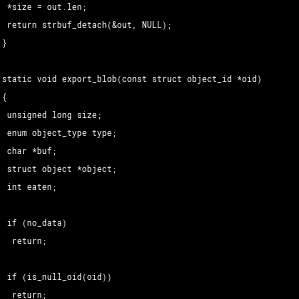 *size = out.len;
return strbuf_detach(&out, NULL);
}
static void export_blob(const struct object_id *oid)
{
unsigned long size;
enum object_type type;
char *buf;
struct object *object;
int eaten;
if (no_data)
return;
if (is_null_oid(oid))
return;